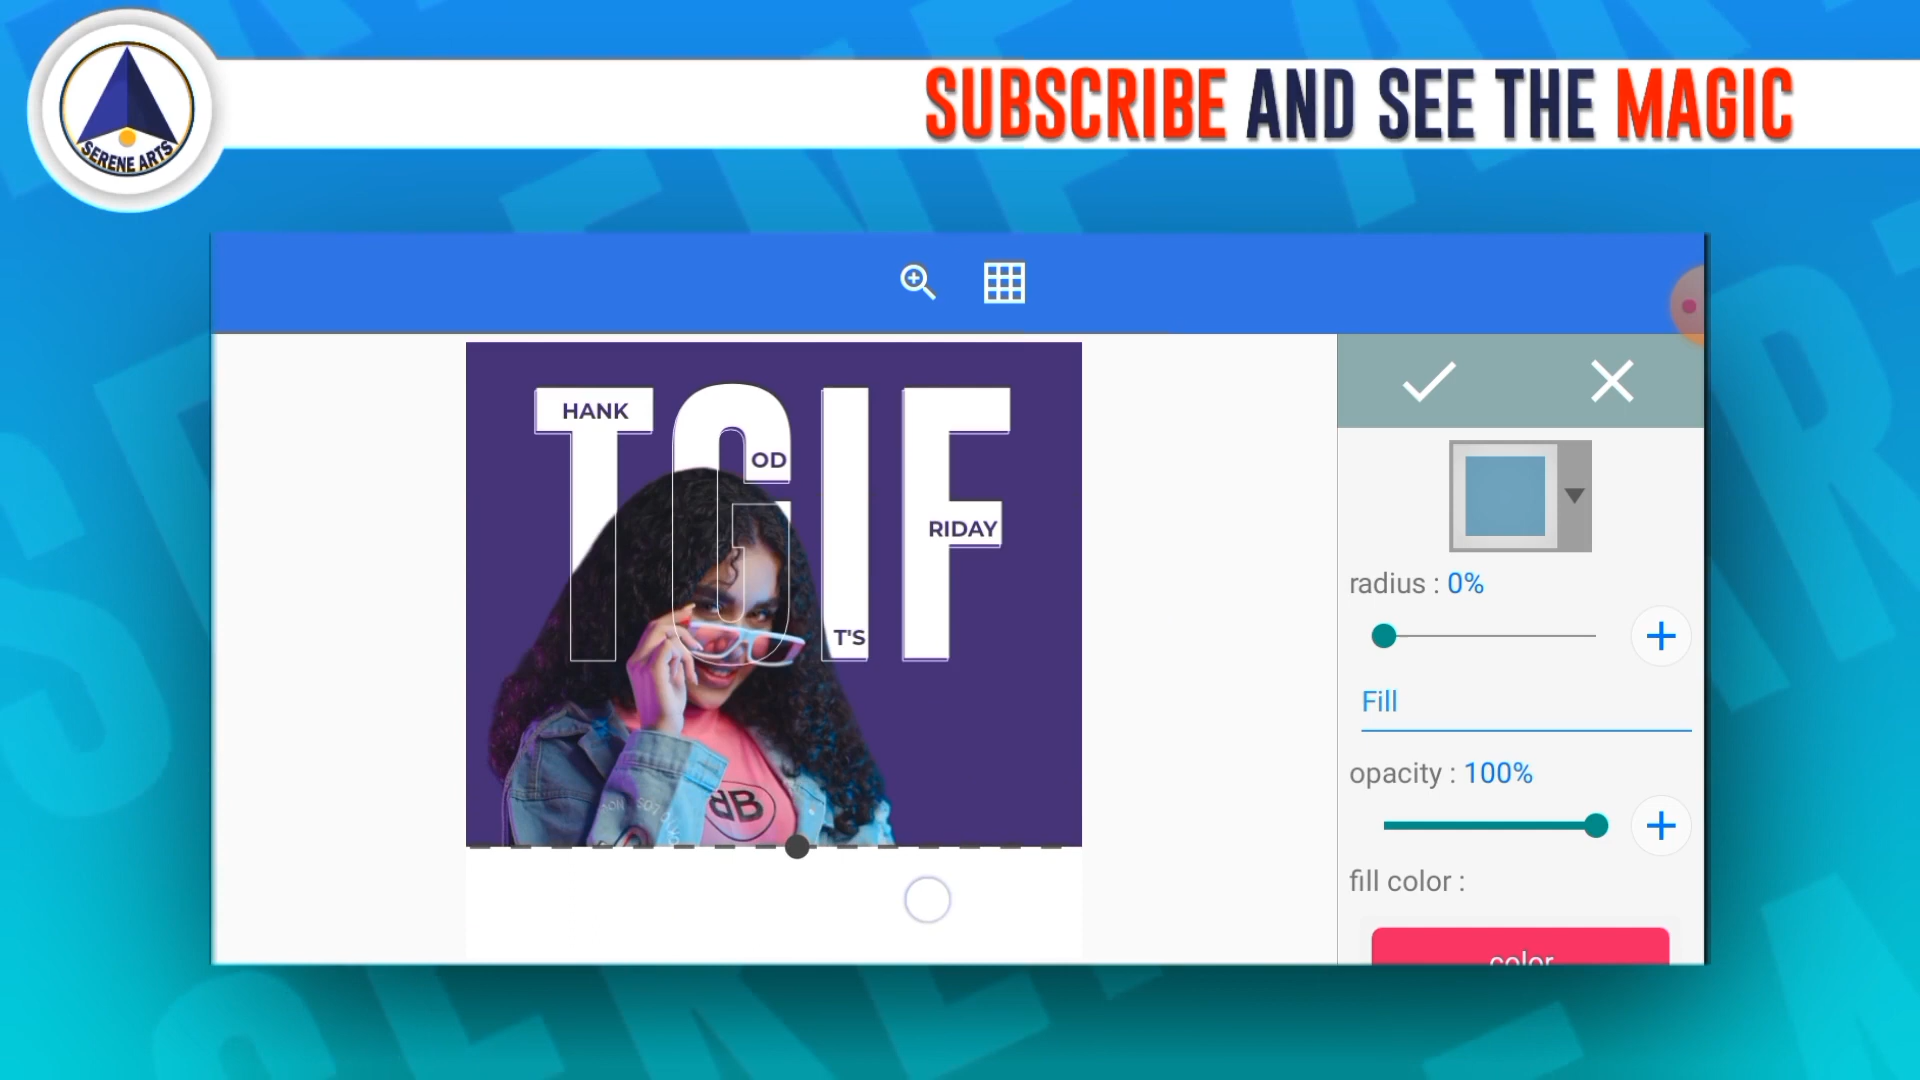 SUBSCRIBE AND SEE THE MAGIC
SERENE ARTS
TGIF
HANK
OD
RIDAY
T'S
radius : 0%
Fill
opacity : 100%
fill color :
color